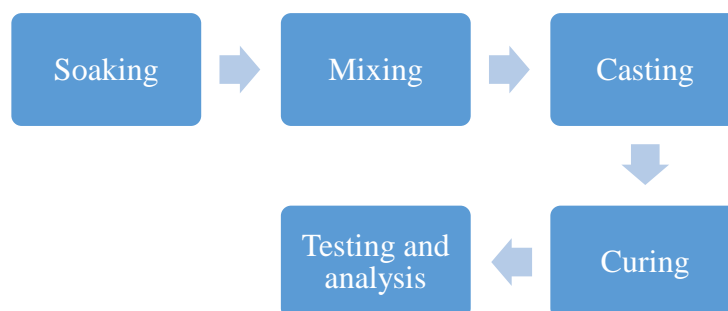 Soaking
Mixing
Casting
Testing and
analysis
Curing